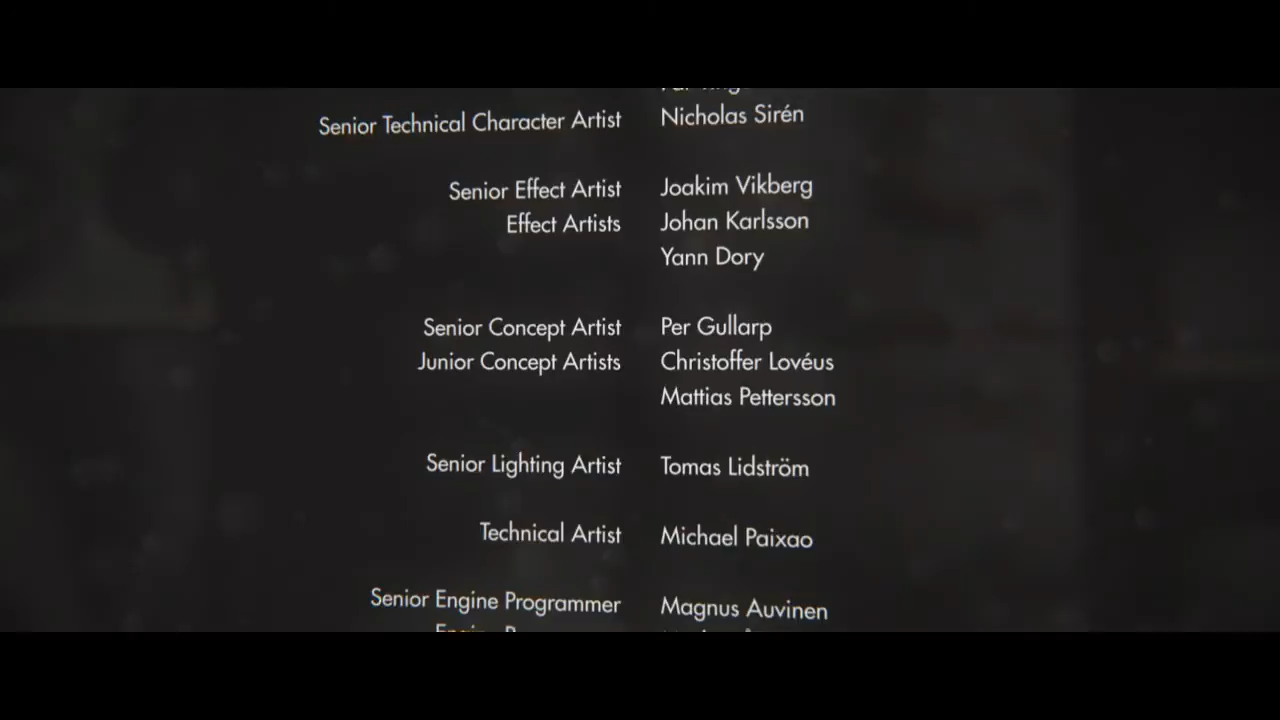 Senior Technical Character Artist Nicholas Sirén
Senior Effect Artist Joakim Vikberg
Effect Artists Johan Karlsson
Yann Dory
Senior Concept Artist Per Gullarp
Junior Concept Artists Christoffer Lovéus
Mattias Pettersson
Senior Lighting Artist Tomas Lidström
Technical Artist Michael Paixao
Senior Engine Programmer Magnus Auvinen